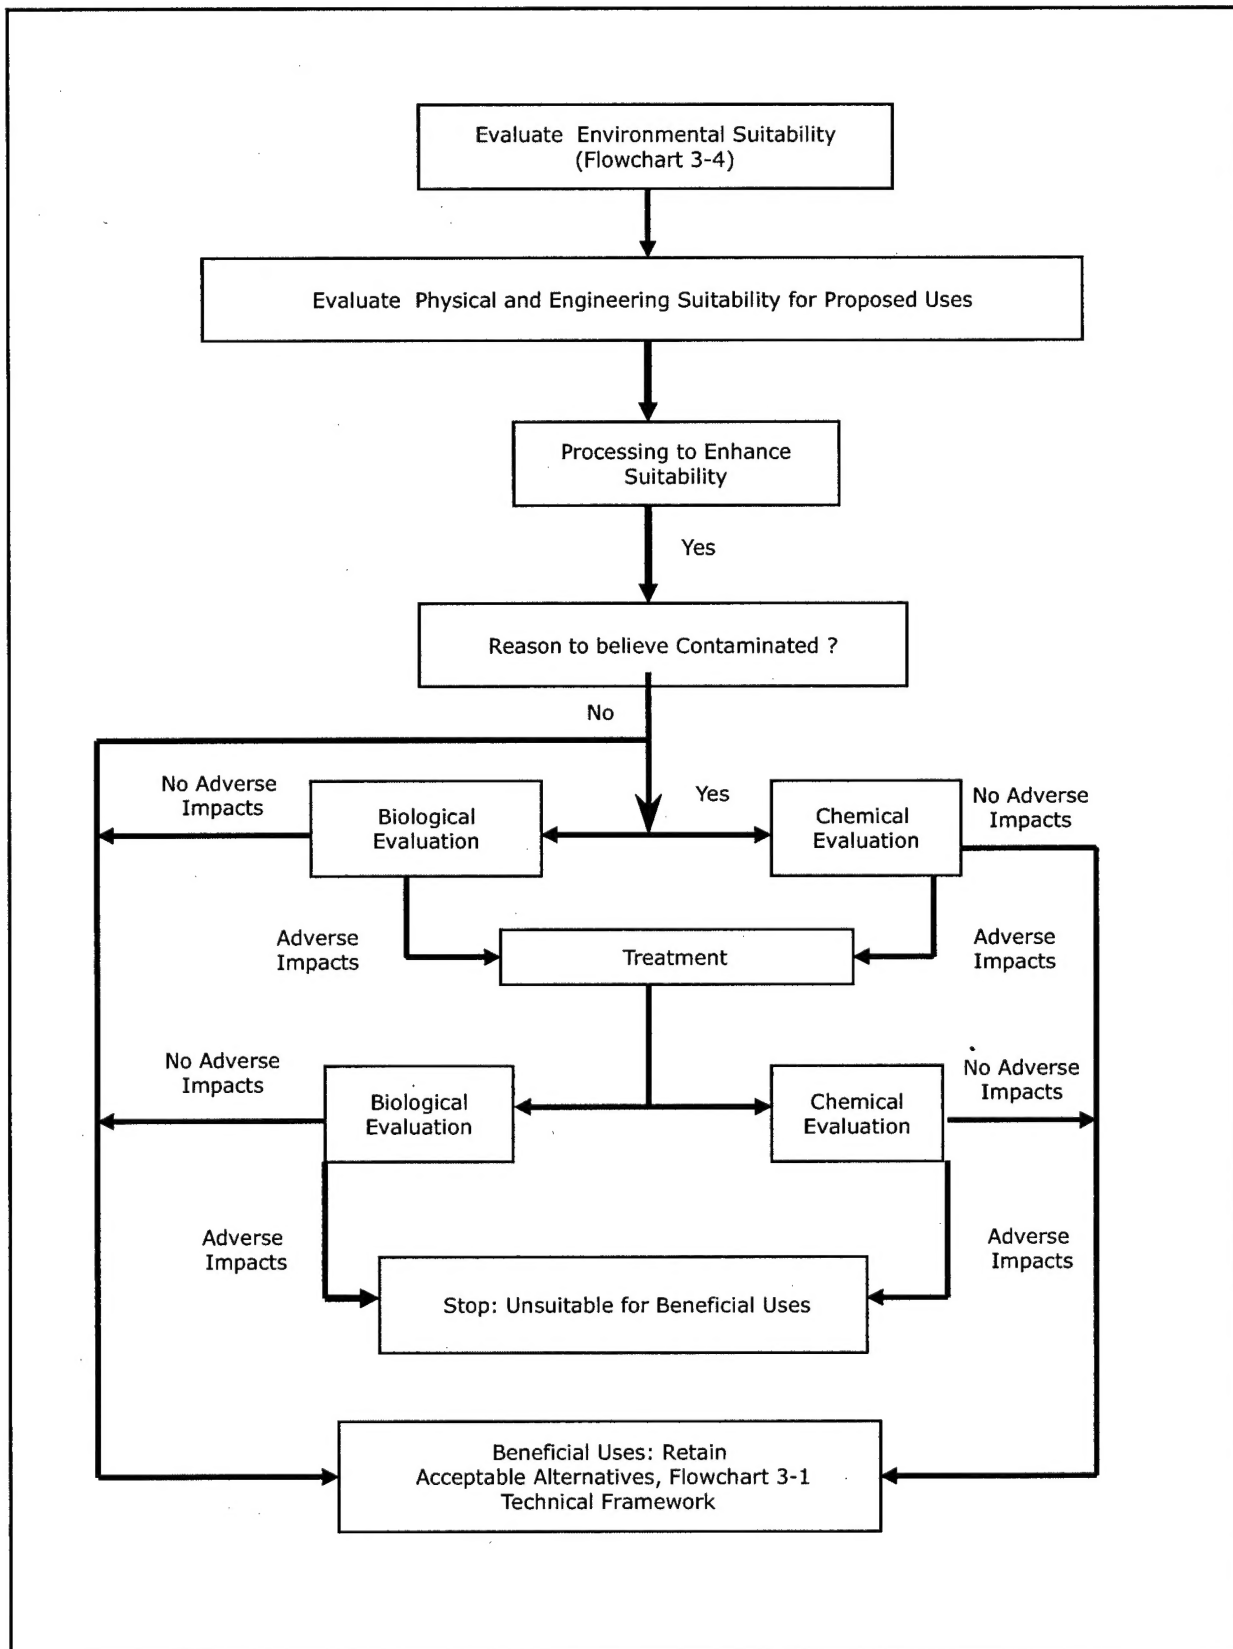 Evaluate Environmental Suitability
(Flowchart 3-4)
Evaluate Physical and Engineering Suitability for Proposed Uses
Processing to Enhance
Suitability
Yes
Reason to believe Contaminated ?
No
No Adverse
Impacts
Biological
Evaluation
Yes
Chemical
Evaluation
No Adverse
Impacts
Adverse
Impacts
Treatment
Adverse
Impacts
No Adverse
Impacts
Biological
Evaluation
Chemical
Evaluation
No Adverse
Impacts
Adverse
Impacts
Stop: Unsuitable for Beneficial Uses
Adverse
Impacts
Beneficial Uses: Retain
Acceptable Alternatives, Flowchart 3-1
Technical Framework